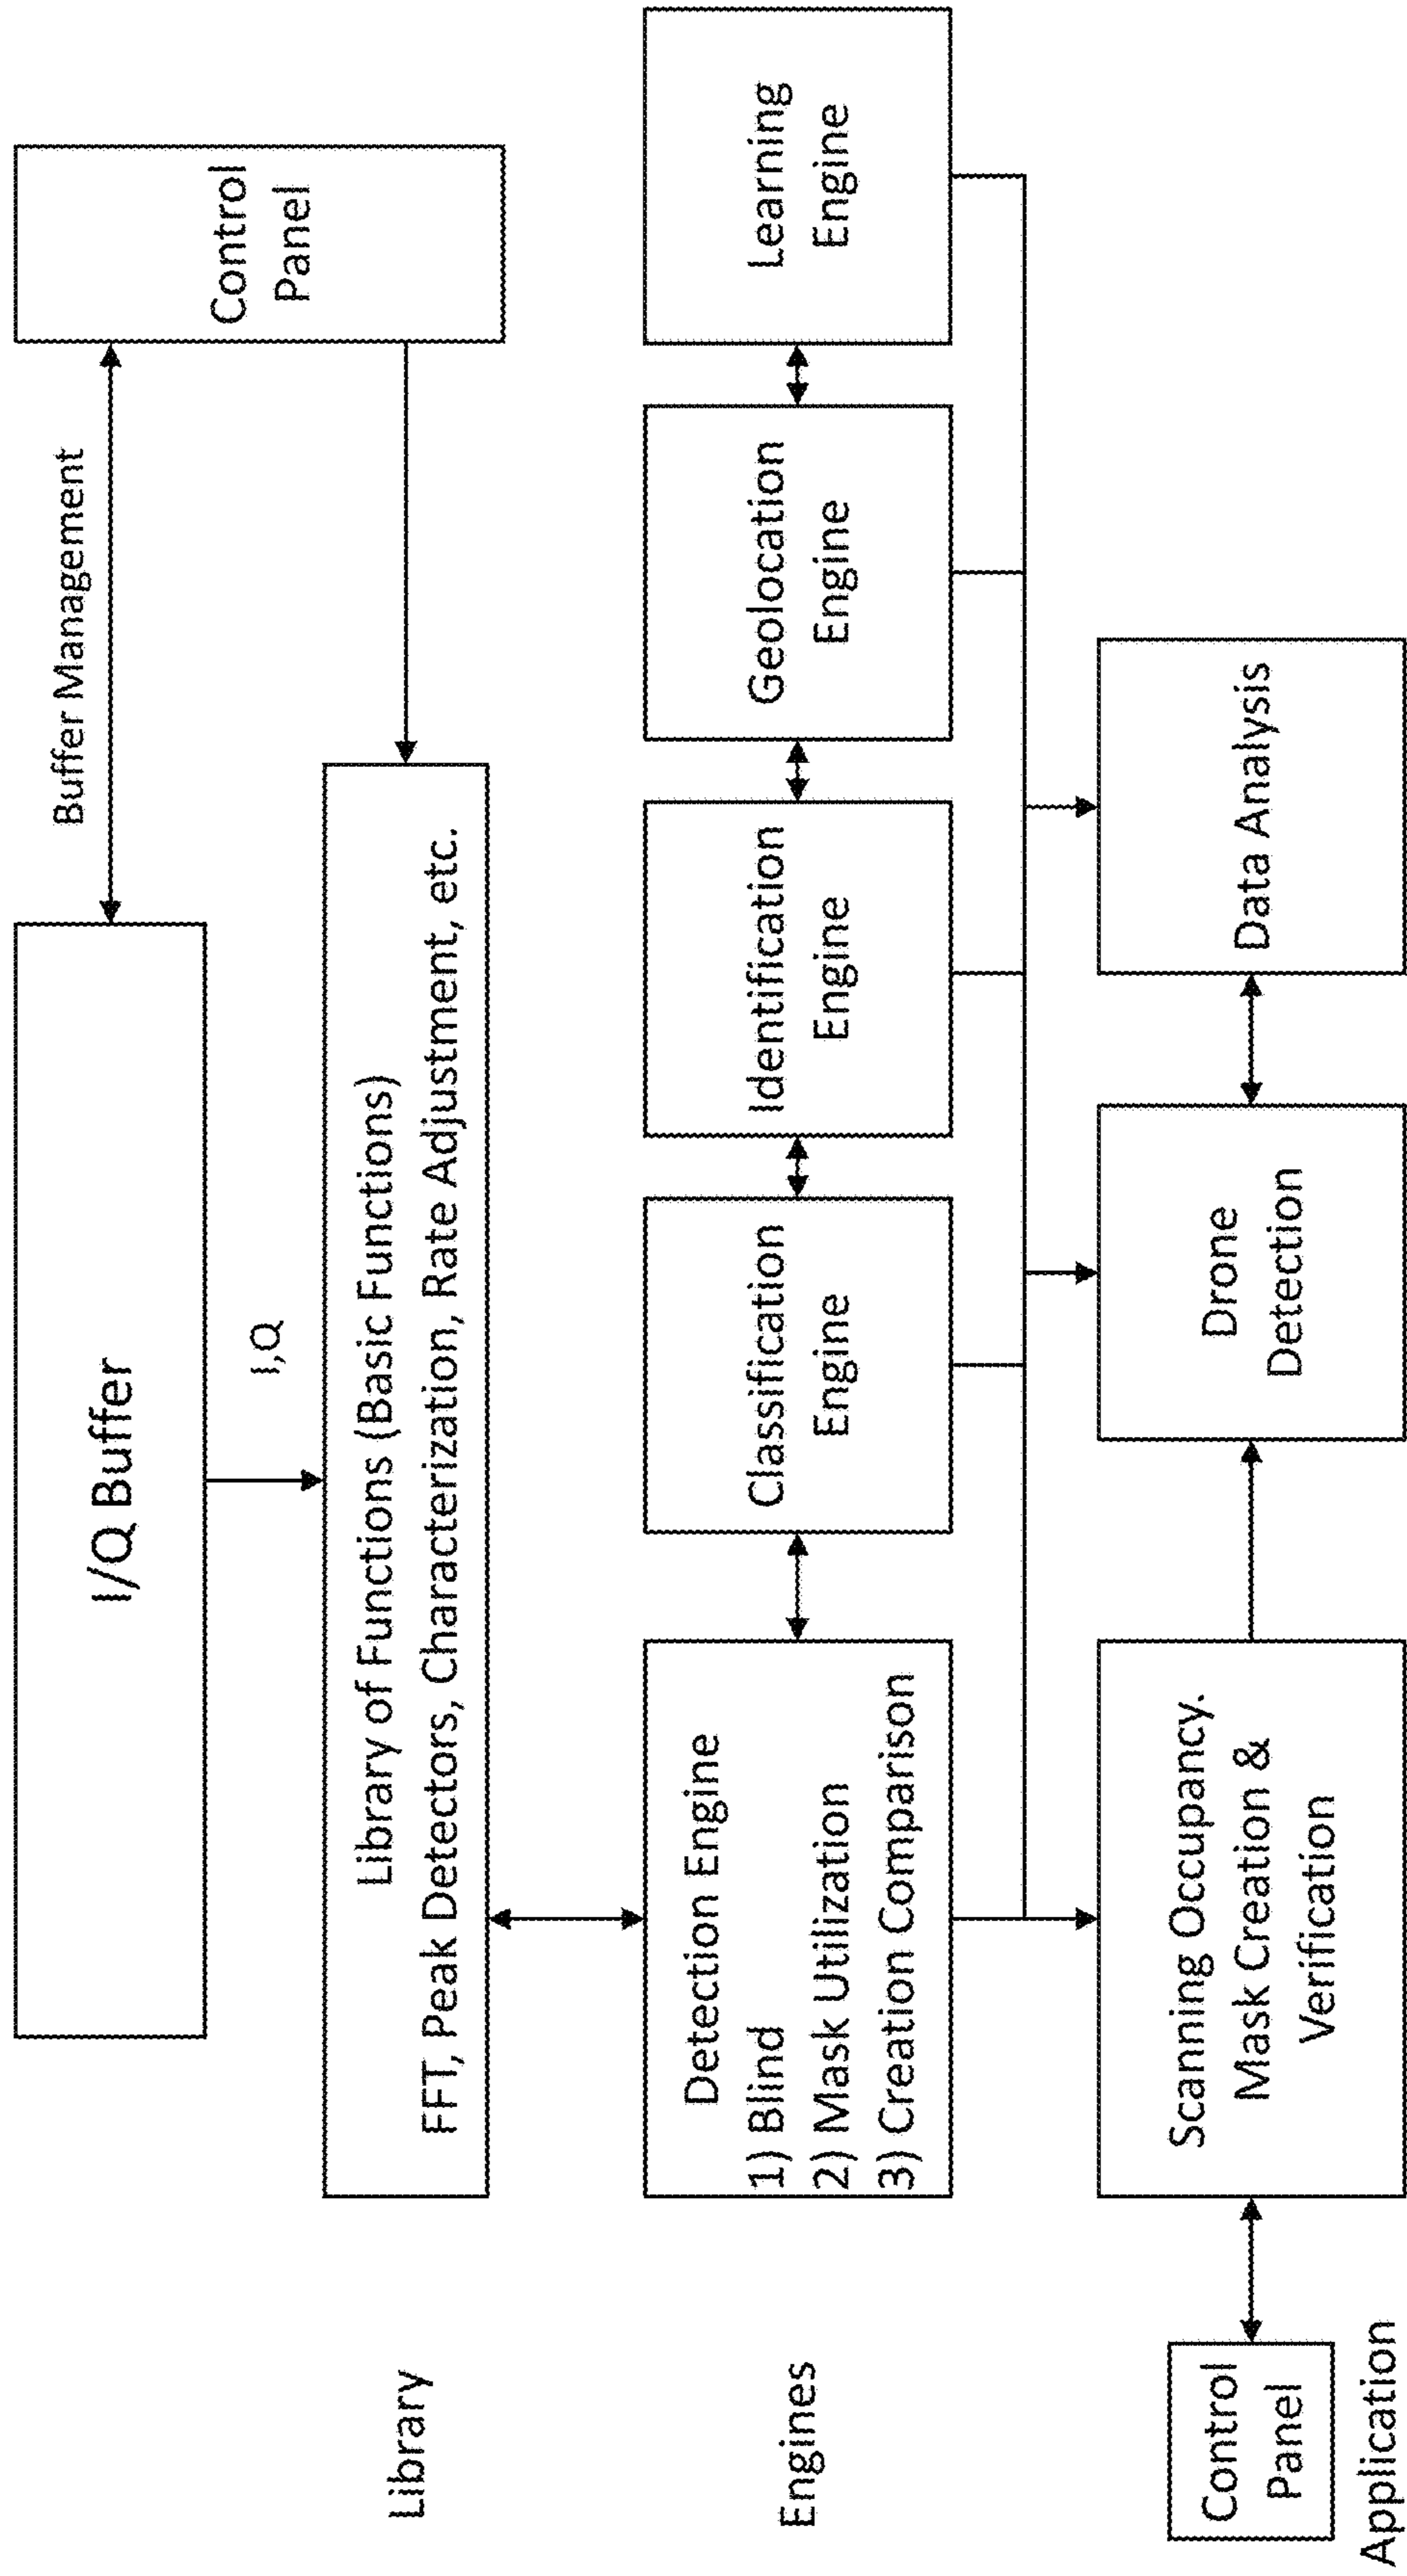 I/Q Buffer
Buffer Management
Control
Panel
I,Q
Library
Library of Functions (Basic Functions)
FFT, Peak Detectors, Characterization, Rate Adjustment, etc.
Engines
Detection Engine
1) Blind
2) Mask Utilization
3) Creation Comparison
Classification
Engine
Identification
Engine
Geolocation
Engine
Learning
Engine
Control
Panel
Application
Scanning Occupancy.
Mask Creation &
Verification
Drone
Detection
Data Analysis